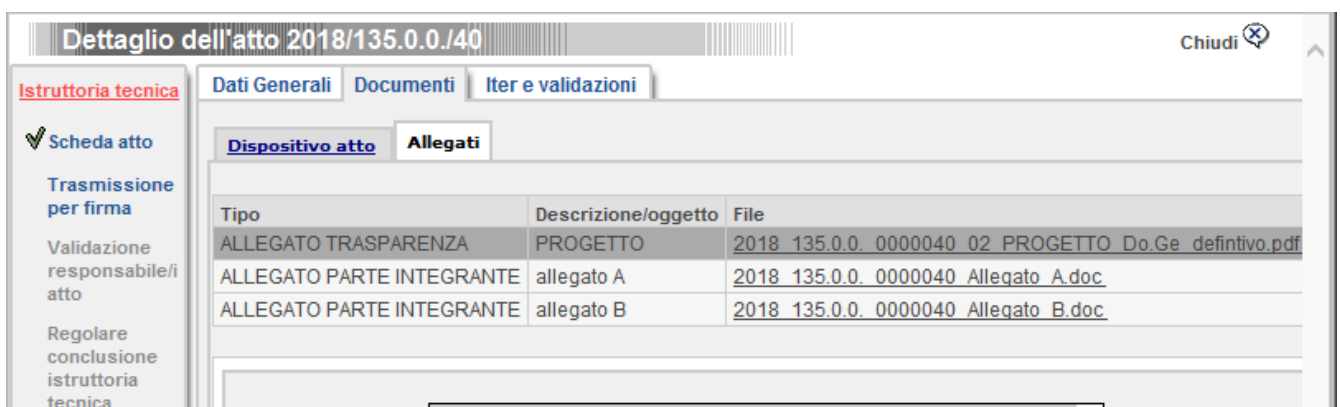 Dettaglio dell'atto 2018/135.0.0./40
Chiudi
Istruttoria tecnica
Scheda atto
Trasmissione
per firma
Validazione
responsabile/i
atto
Regolare
conclusione
istruttoria
tecnica
Dati Generali Documenti Iter e validazioni
Dispositivo atto Allegati
Tipo Descrizione/oggetto File
ALLEGATO TRASPARENZA PROGETTO 2018_135.0.0._0000040_02_PROGETTO_Do.Ge_defintivo.pdf
ALLEGATO PARTE INTEGRANTE allegato A 2018_135.0.0._0000040_Allegato_A.doc
ALLEGATO PARTE INTEGRANTE allegato B 2018_135.0.0._0000040_Allegato_B.doc